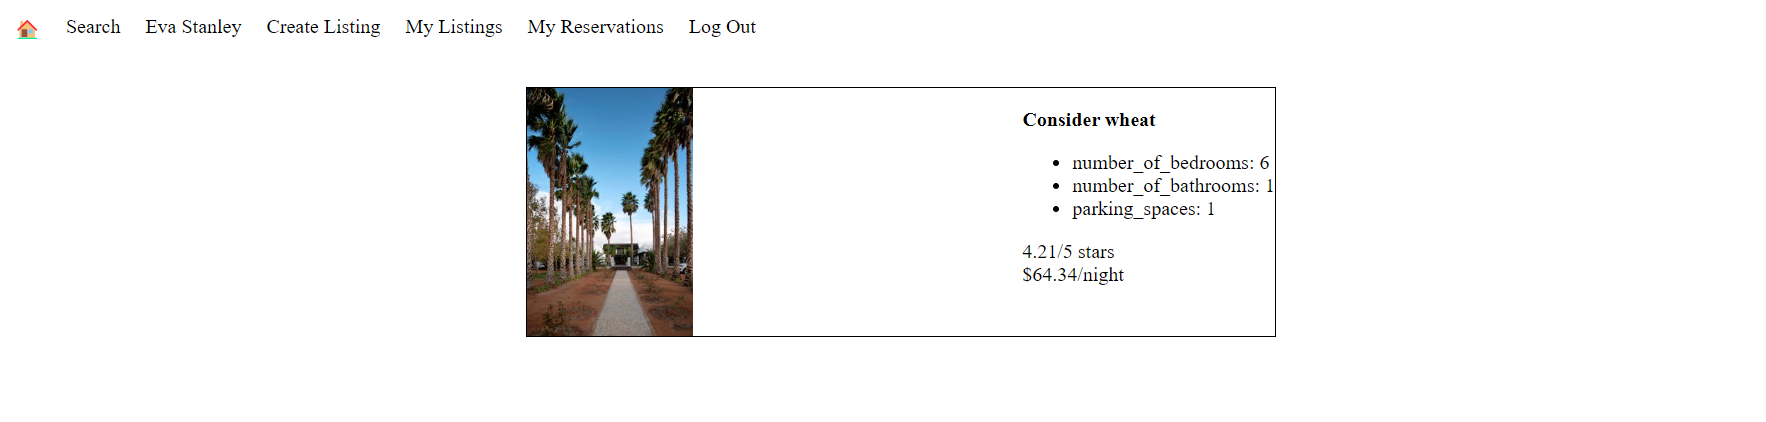 Search Eva Stanley Create Listing My Listings My Reservations Log Out
Consider wheat
number_of_bedrooms: 6
number_of_bathrooms: 1
parking_spaces: 1
4.21/5 stars
$64.34/night